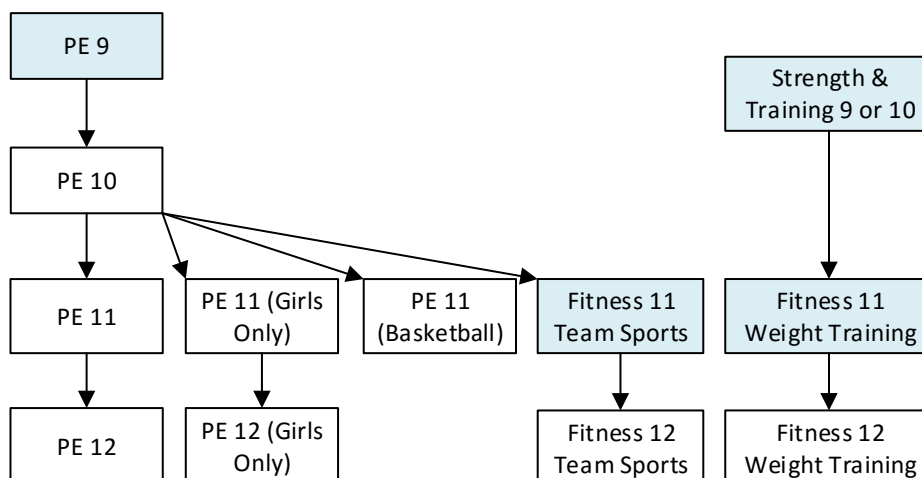 PE 9
Strength &
Training 9 or 10
PE 10
PE 11
PE 11 (Girls
Only)
PE 11
(Basketball)
Fitness 11
Team Sports
Fitness 11
Weight Training
PE 12
PE 12 (Girls
Only)
Fitness 12
Team Sports
Fitness 12
Weight Training